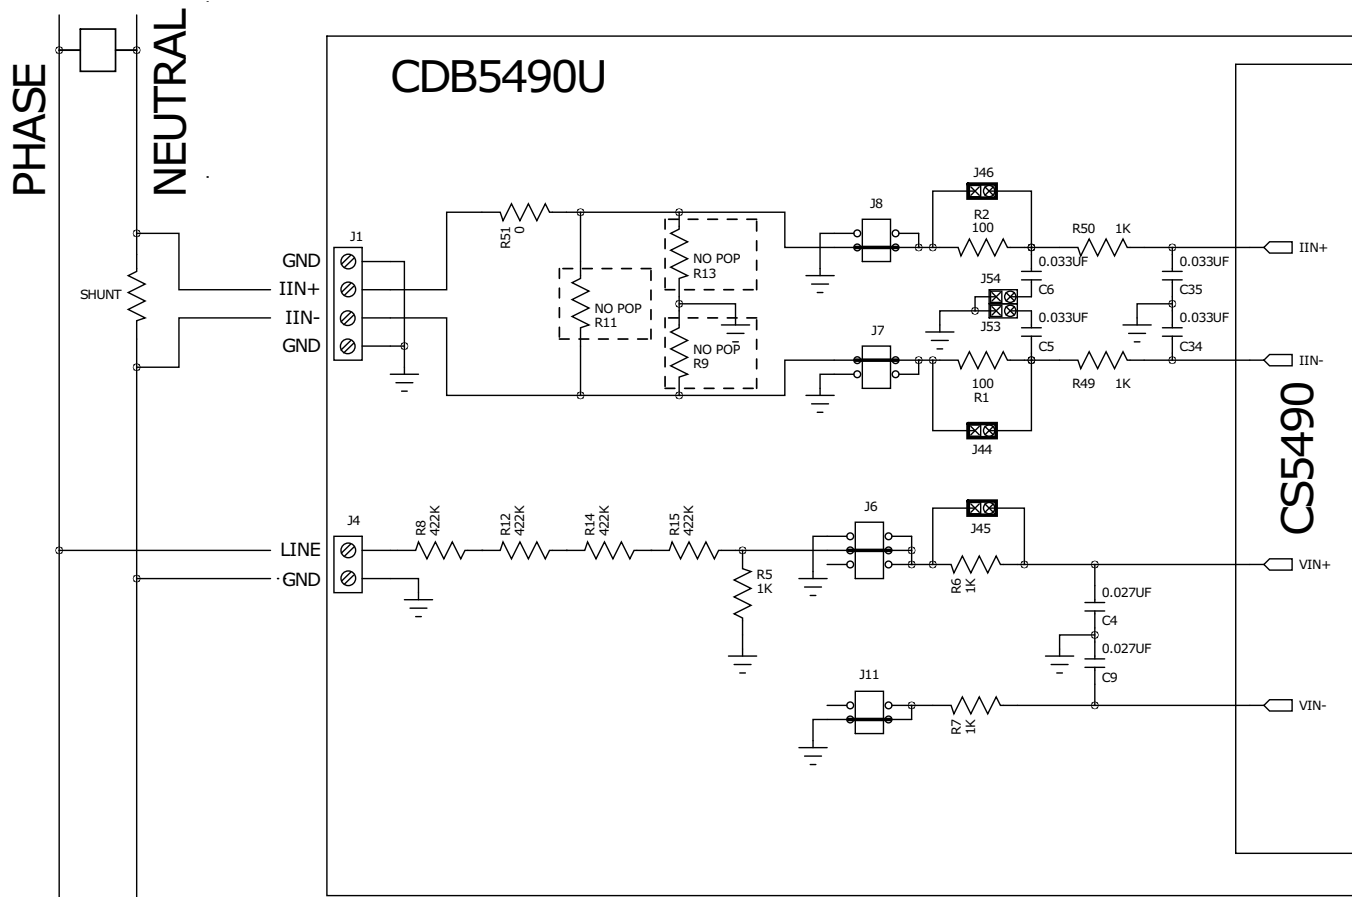 PHASE
NEUTRAL
CDB5490U
SHUNT
J1
GND
IIN+
IIN-
GND
R51
0
NO POP
R11
NO POP
R13
NO POP
R9
J8
J7
J46
R2
100
J54
J53
0.033UF
C6
0.033UF
C5
100
R1
J44
R50 1K
R49 1K
0.033UF
C35
0.033UF
C34
IIN+
IIN-
CS5490
J4
LINE
GND
R8
422K
R12
422K
R14
422K
R15
422K
R5
1K
J6
J45
R6
1K
0.027UF
C4
0.027UF
C9
VIN+
J11
R7
1K
VIN-